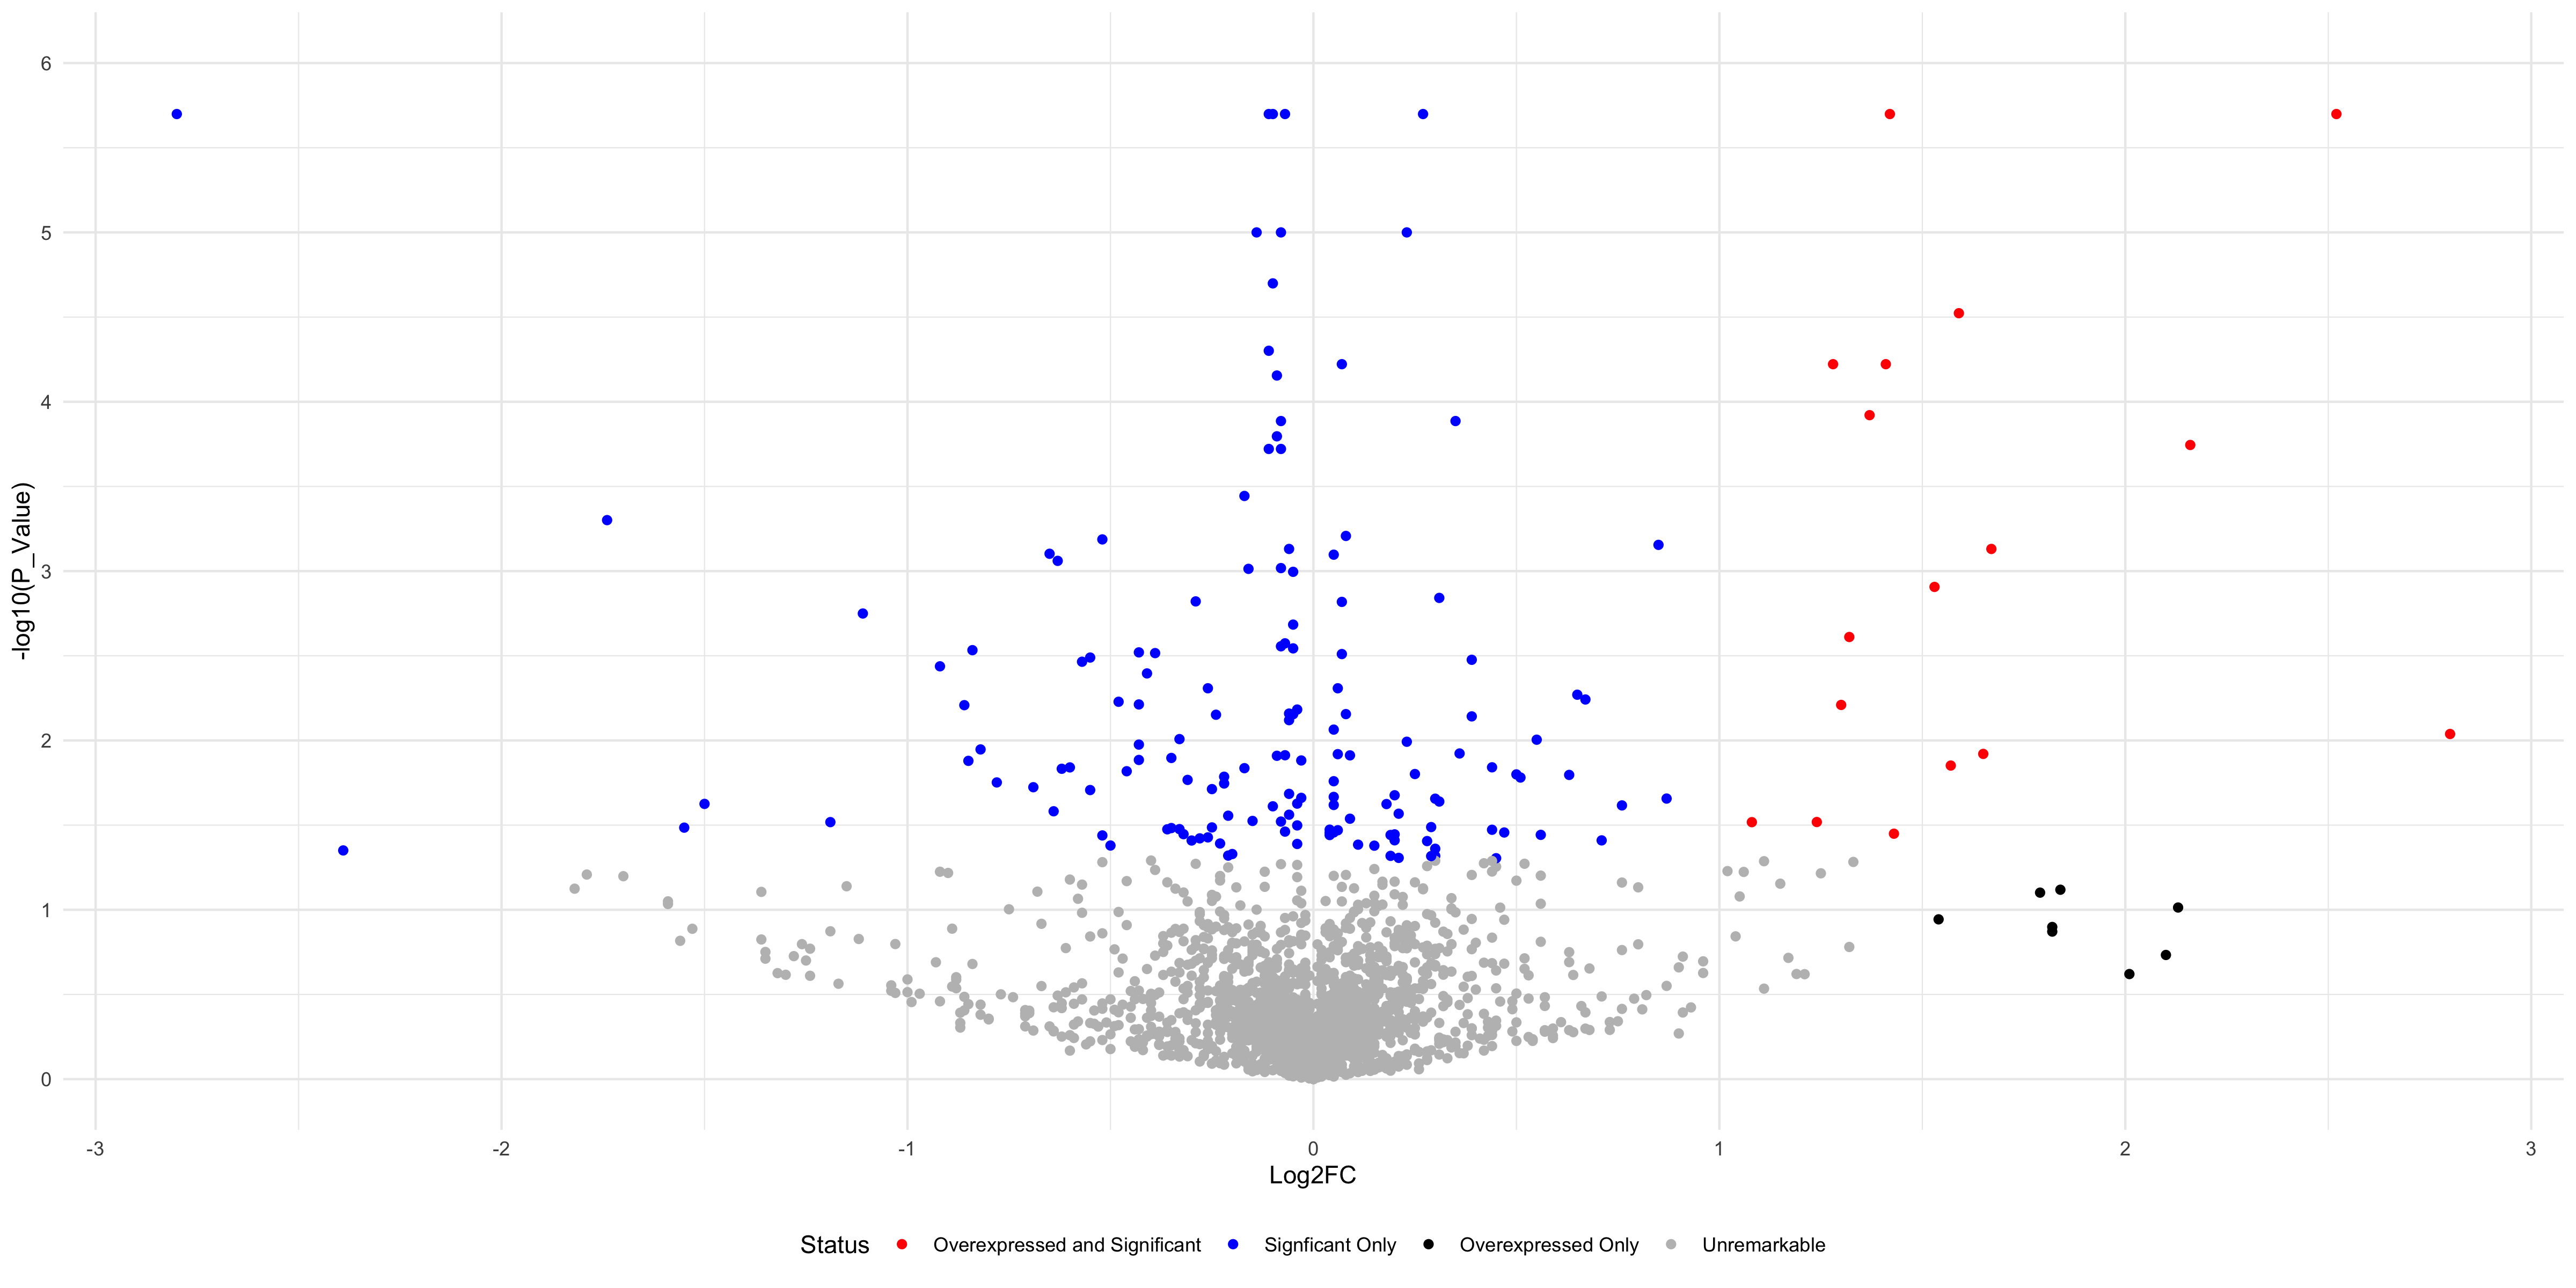 6
5
4
3
2
1
0
-log10(P_Value)
-3 -2 -1 0 1 2 3
Log2FC
Status Overexpressed and Significant Signficant Only Overexpressed Only Unremarkable